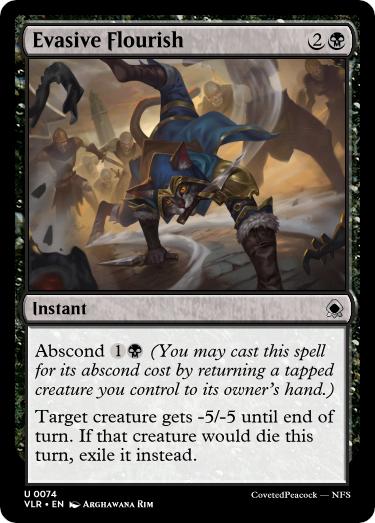 Evasive Flourish 2
Instant
Abscond 1 (You may cast this spell
for its abscond cost by returning a tapped
creature you control to its owner's hand.)
Target creature gets -5/-5 until end of
turn. If that creature would die this
turn, exile it instead.
U 0074
VLR • EN Arghawana Rim
CovetedPeacock — NFS